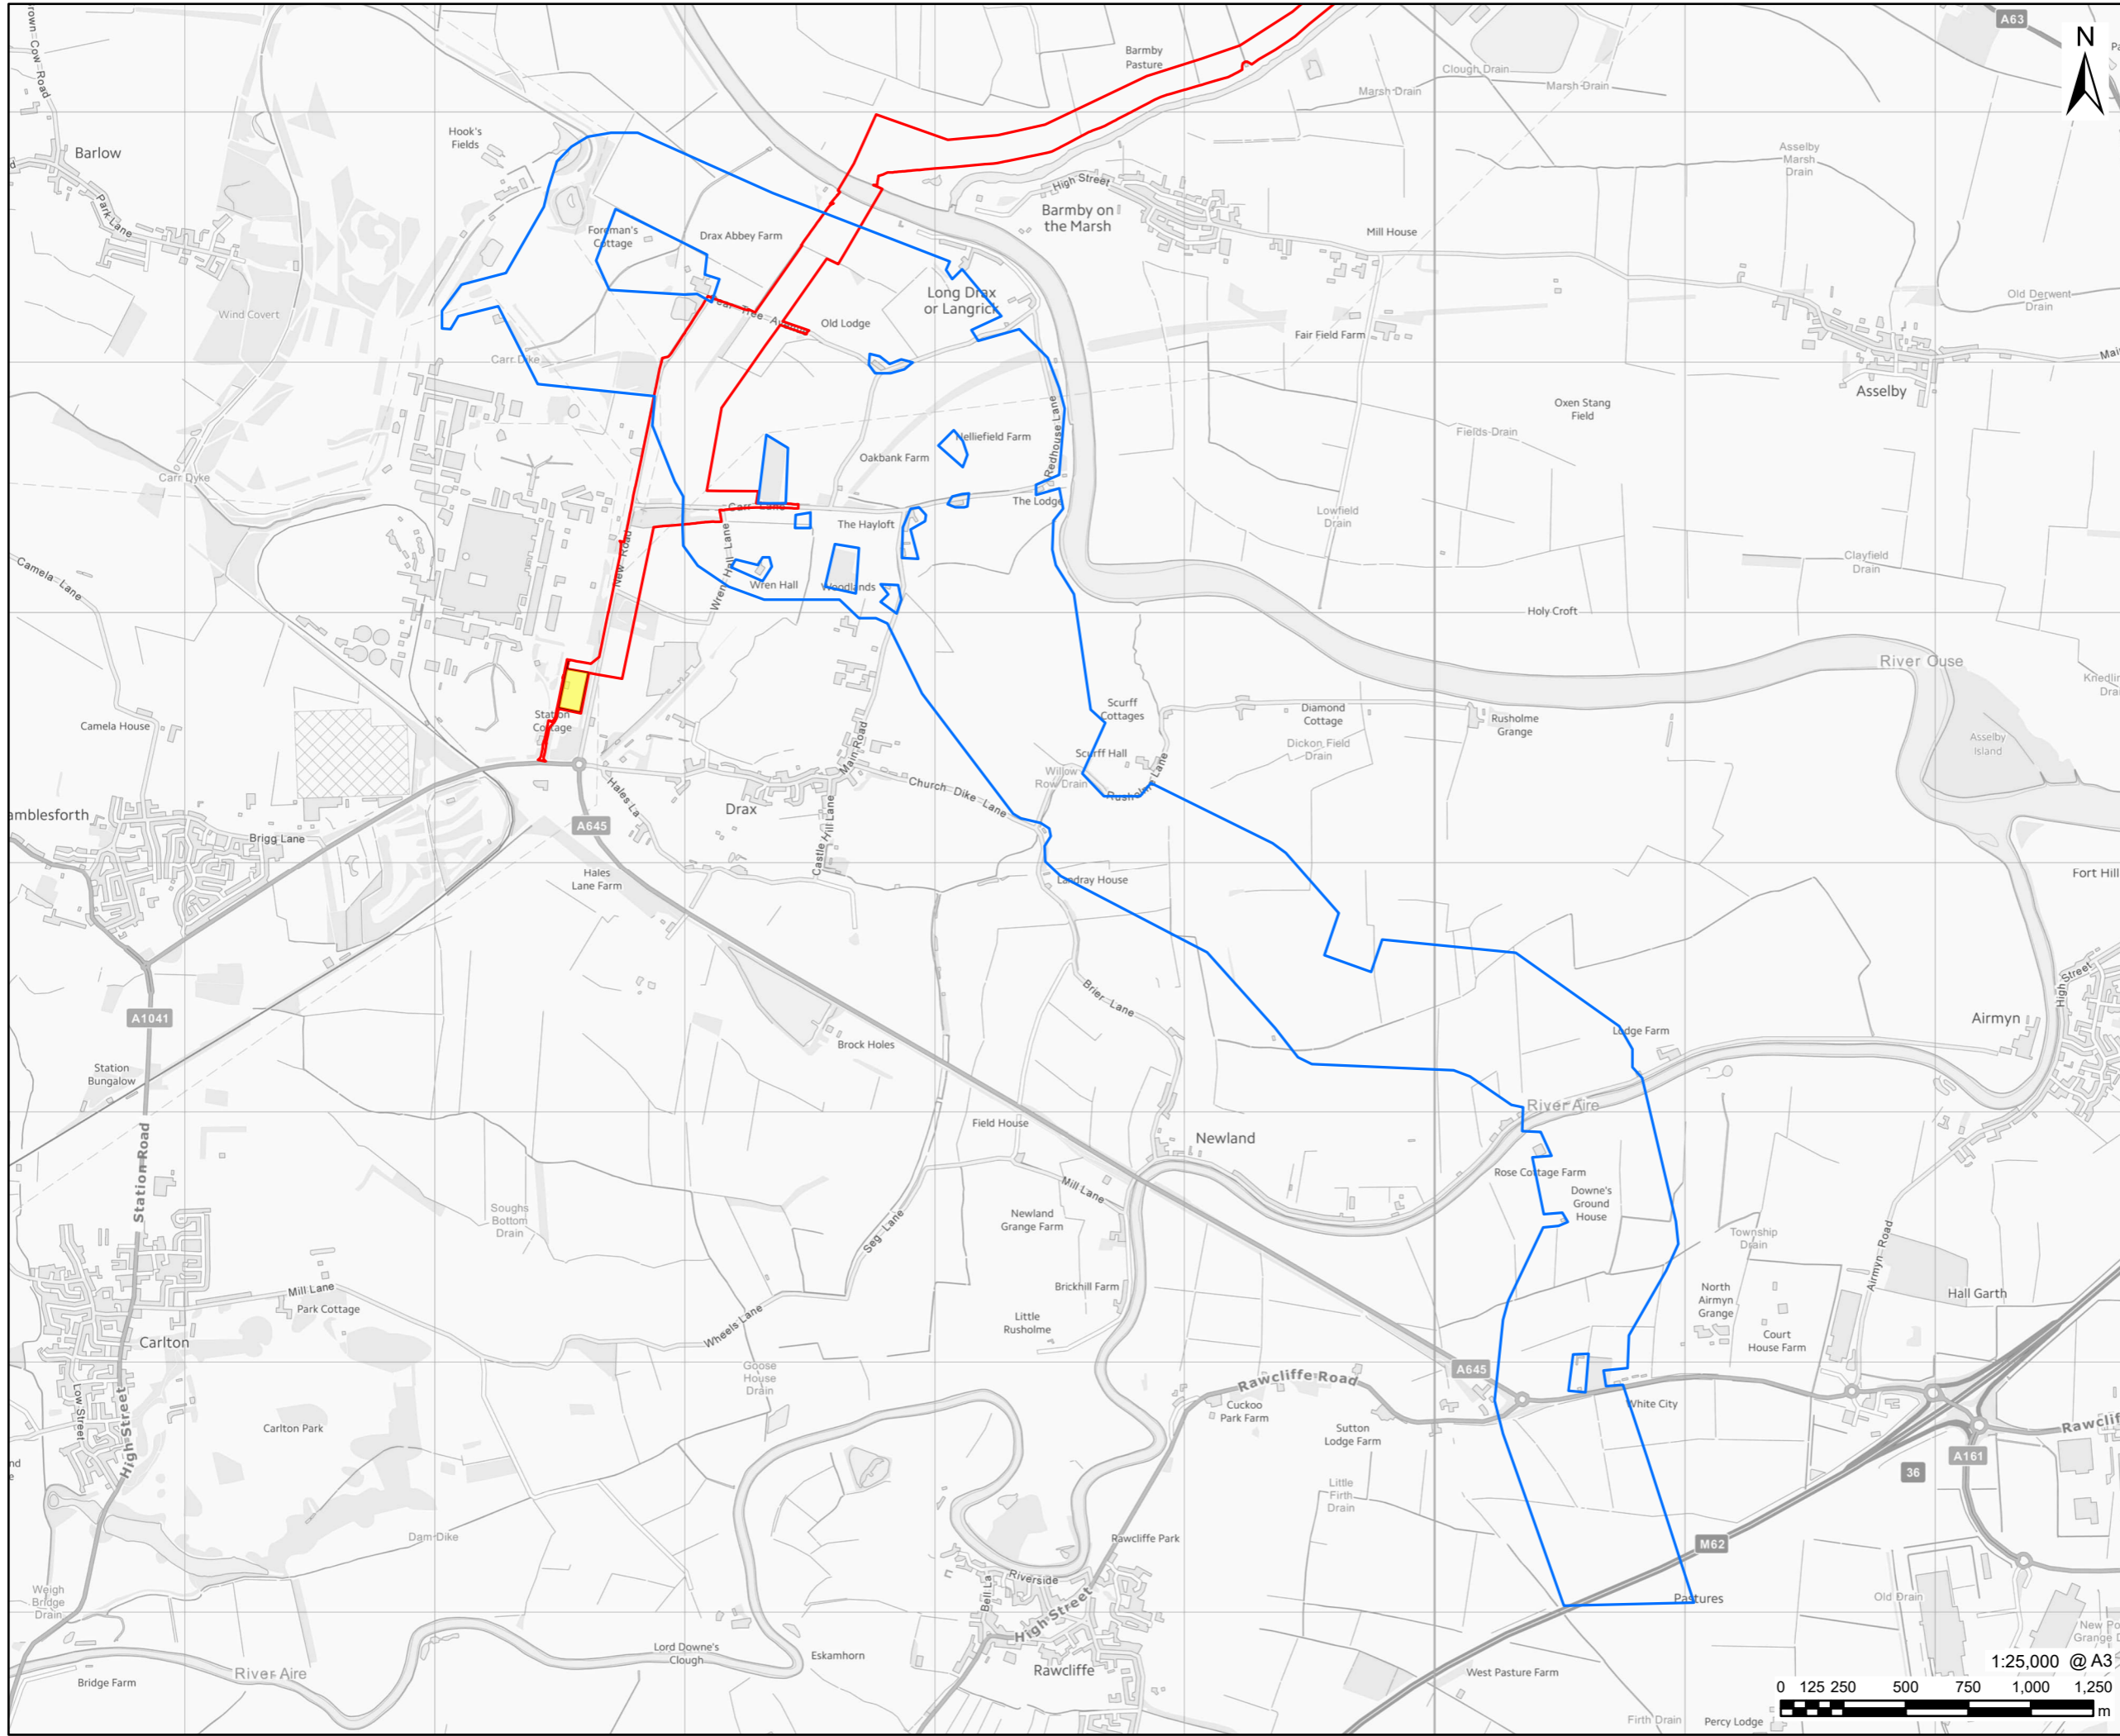 A63
N
Barmby
Pasture
Clough Drain
Marsh Drain
Marsh Drain
Hook's
Fields
Barlow
Park Lane
Asselby
Marsh
Drain
High Street
Barmby on
the Marsh
Foreman's
Cottage
Drax Abbey Farm
Mill House
Wind Covert
Long Drax
or Langrick
Old Derwent
Drain
Old Lodge
Fair Field Farm
Carr Dike
Asselby
Oxen Stang
Field
Redhouse Lane
Fields Drain
Helliefield Farm
Oakbank Farm
Carr Dyke
The Lodge
Carr Lane
Lowfield
Drain
The Hayloft
New Road
Wren Hall Lane
Clayfield
Drain
Camela Lane
Wren Hall
Woodlands
Holy Croft
River Ouse
Scurff
Cottages
Diamond
Cottage
Rusholme
Grange
Station
Cottage
Camela House
Main Road
Dickon Field
Drain
Asselby
Island
Scurff Hall
Willow
Row Drain
Rusholme Lane
Church Dike Lane
Hales La
Drax
Castle Hill Lane
A645
Brigg Lane
Hales
Lane Farm
Landray House
Fort Hill
High Street
Brier Lane
A1041
Airmyn
Lodge Farm
Brock Holes
Station
Bungalow
River Aire
Field House
Newland
Station Road
Rose Cottage Farm
Mill Lane
Downe's
Ground
House
Soughs
Bottom
Drain
Newland
Grange Farm
Seg Lane
Township
Drain
Airmyn Road
Brickhill Farm
North
Airmyn
Grange
Hall Garth
Mill Lane
Park Cottage
Little
Rusholme
Wheels Lane
Court
House Farm
Carlton
Goose
House
Drain
A645
Rawcliffe Road
Low Street
High Street
Cuckoo
Park Farm
White City
Carlton Park
Sutton
Lodge Farm
A161
36
Little
Firth
Drain
Dam Dike
Rawcliffe Park
M62
Riverside
Bell La
Weigh
Bridge
Drain
High Street
Pastures
Old Drain
Lord Downe's
Clough
Eskamhorn
1:25,000 @ A3
River Aire
Rawcliffe
West Pasture Farm
Bridge Farm
0 125 250 500 750 1,000 1,250
m
Firth Drain
Percy Lodge